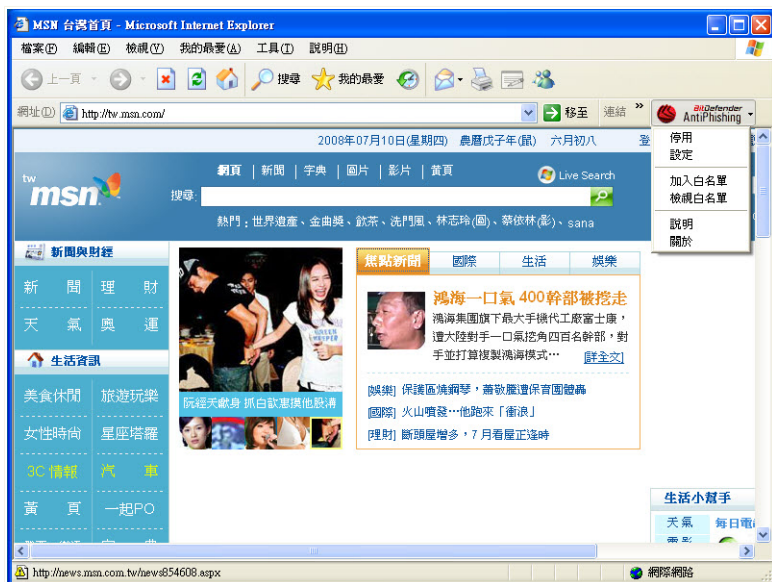 MSN 台灣首頁 - Microsoft Internet Explorer
檔案(F) 編輯(E) 檢視(V) 我的最愛(A) 工具(T) 說明(H)
上一頁 搜尋 我的最愛
網址(D) http://tw.msn.com/ 移至 連結 » BitDefender AntiPhishing
停用
設定
加入白名單
檢視白名單
說明
關於
2008年07月10日(星期四) 農曆戊子年(鼠) 六月初八 登
tw msn
網頁 | 新聞 | 字典 | 圖片 | 影片 | 黃頁
Live Search
搜尋:
熱門:世界遺產、金曲獎、飲茶、洗門風、林志玲(圖)、蔡依林(影)、sana
新聞與財經
新 聞 理 財
天 氣 奧 運
生活資訊
美食休閒 旅遊玩樂
女性時尚 星座塔羅
3C 情報 汽 車
黃 頁 一起PO
阮經天獻身 抓白歆惠摸他股溝
焦點新聞 國際 生活 娛樂
鴻海一口氣 400幹部被挖走
鴻海集團旗下最大手機代工廠富士康,
遭大陸對手一口氣挖角四百名幹部,對
手並打算複製鴻海模式… [詳全文]
[娛樂] 保護區燒鋼琴,蕭敬騰遭保育團體轟
[國際] 火山噴發…他跑來「衝浪」
[理財] 斷頭屋增多,7月看屋正逢時
生活小幫手
天氣 每日電
電影
http://news.msn.com.tw/news854608.aspx 網際網路